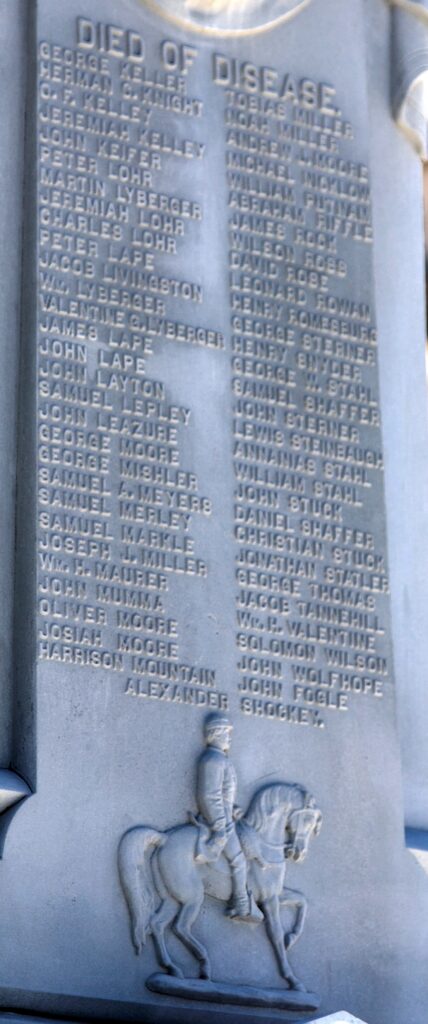 DIED OF DISEASE.
GEORGE KELLER
HERMAN C. KNIGHT
O. F. KELLEY
JEREMIAH KELLEY
JOHN KEIFER
PETER LOHR
MARTIN LYBERGER
JEREMIAH LOHR
CHARLES LOHR
PETER LAPE
JACOB LIVINGSTON
WM. LYBERGER
VALENTINE G. LYBERGER
JAMES LAPE
JOHN LAPE
JOHN LAYTON
SAMUEL LEPLEY
JOHN LEAZURE
GEORGE MOORE
GEORGE MISHLER
SAMUEL A. MEYERS
SAMUEL MERLEY
SAMUEL MARKLE
JOSEPH J. MILLER
WM. H. MAURER
JOHN MUMMA
OLIVER MOORE
JOSIAH MOORE
HARRISON MOUNTAIN
TOBIAS MILLER
NOAH MILLER
ANDREW J. MOORE
MICHAEL NICKLOW
WILLIAM PUTMAN
ABRAHAM RIFFLE
JAMES ROCK
WILSON ROSS
DAVID ROSE
LEONARD ROWAN
HENRY ROMESBURG
GEORGE STERNER
HENRY SNYDER
GEORGE W. STAHL
SAMUEL SHAFFER
JOHN STERNER
LEWIS STEINBAUGH
ANNAINAS STAHL
WILLIAM STAHL
JOHN STUCK
DANIEL SHAFFER
CHRISTIAN STUCK
JONATHAN STATLER
GEORGE THOMAS
JACOB TANNEHILL
WM. H. VALENTINE
SOLOMON WILSON
JOHN WOLFHOPE
JOHN FOGLE
ALEXANDER SHOCKEY.